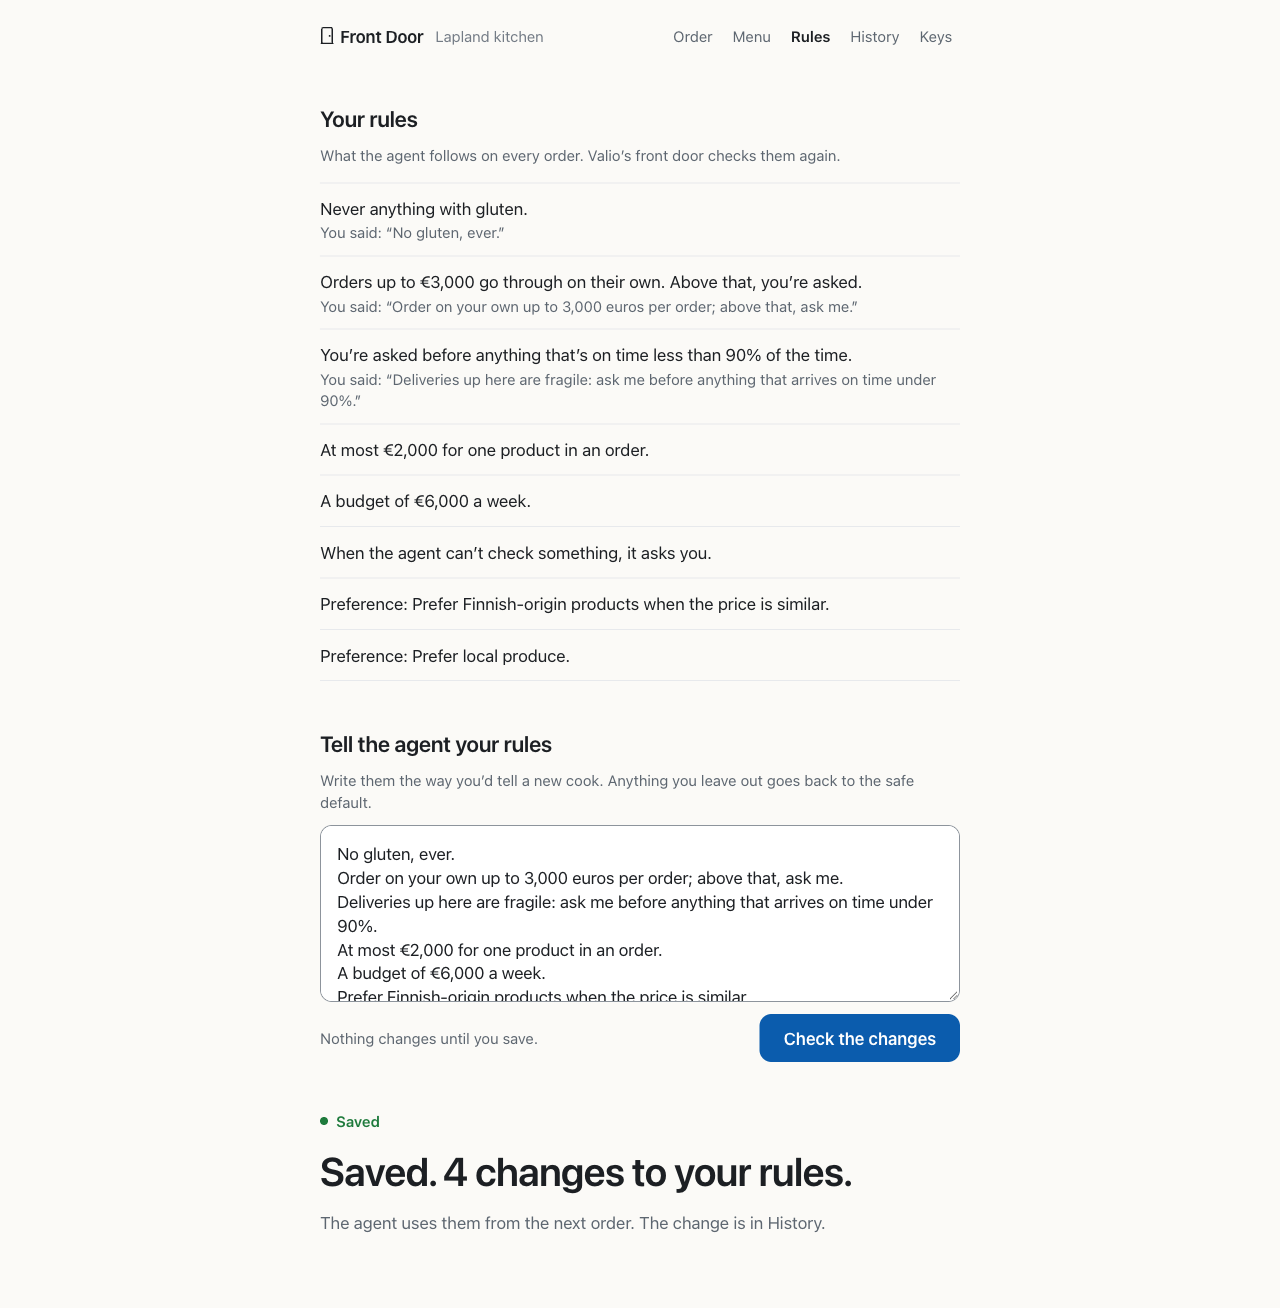 Front Door Lapland kitchen Order Menu Rules History Keys
Your rules
What the agent follows on every order. Valio’s front door checks them again.
Never anything with gluten.
You said: “No gluten, ever.”
Orders up to €3,000 go through on their own. Above that, you’re asked.
You said: “Order on your own up to 3,000 euros per order; above that, ask me.”
You’re asked before anything that’s on time less than 90% of the time.
You said: “Deliveries up here are fragile: ask me before anything that arrives on time under
90%.”
At most €2,000 for one product in an order.
A budget of €6,000 a week.
When the agent can’t check something, it asks you.
Preference: Prefer Finnish-origin products when the price is similar.
Preference: Prefer local produce.
Tell the agent your rules
Write them the way you’d tell a new cook. Anything you leave out goes back to the safe
default.
No gluten, ever.
Order on your own up to 3,000 euros per order; above that, ask me.
Deliveries up here are fragile: ask me before anything that arrives on time under
90%.
At most €2,000 for one product in an order.
A budget of €6,000 a week.
Prefer Finnish-origin products when the price is similar.
Nothing changes until you save. Check the changes
Saved
Saved. 4 changes to your rules.
The agent uses them from the next order. The change is in History.